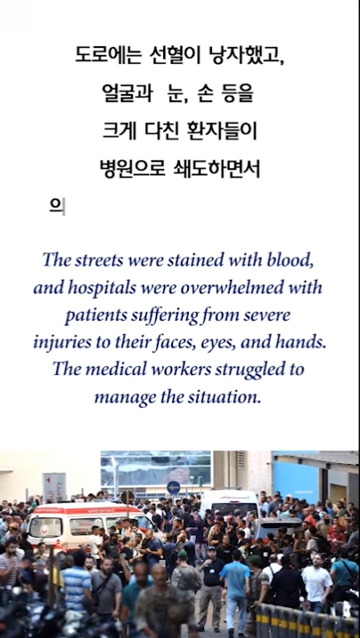 도로에는 선혈이 낭자했고,
얼굴과 눈, 손 등을
크게 다친 환자들이
병원으로 쇄도하면서
의
The streets were stained with blood,
and hospitals were overwhelmed with
patients suffering from severe
injuries to their faces, eyes, and hands.
The medical workers struggled to
manage the situation.